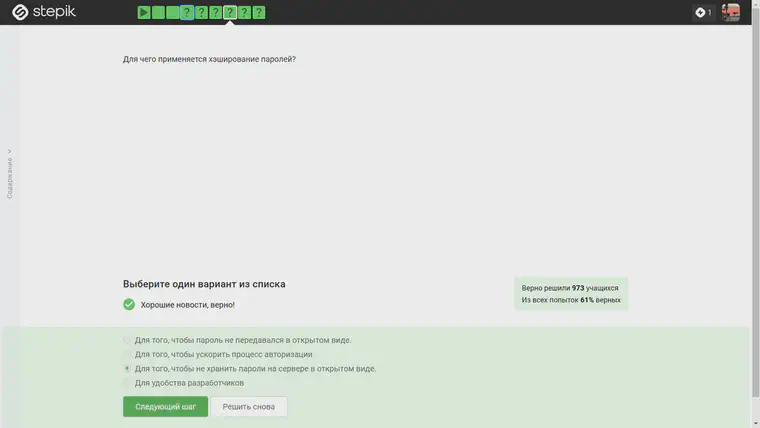 stepik
? ? ? ? ? ?
1
Для чего применяется хэширование паролей?
Содержание
Выберите один вариант из списка
Хорошие новости, верно!
Верно решили 973 учащихся
Из всех попыток 61% верных
Для того, чтобы пароль не передавался в открытом виде.
Для того, чтобы ускорить процесс авторизации
Для того, чтобы не хранить пароли на сервере в открытом виде.
Для удобства разработчиков
Следующий шаг
Решить снова